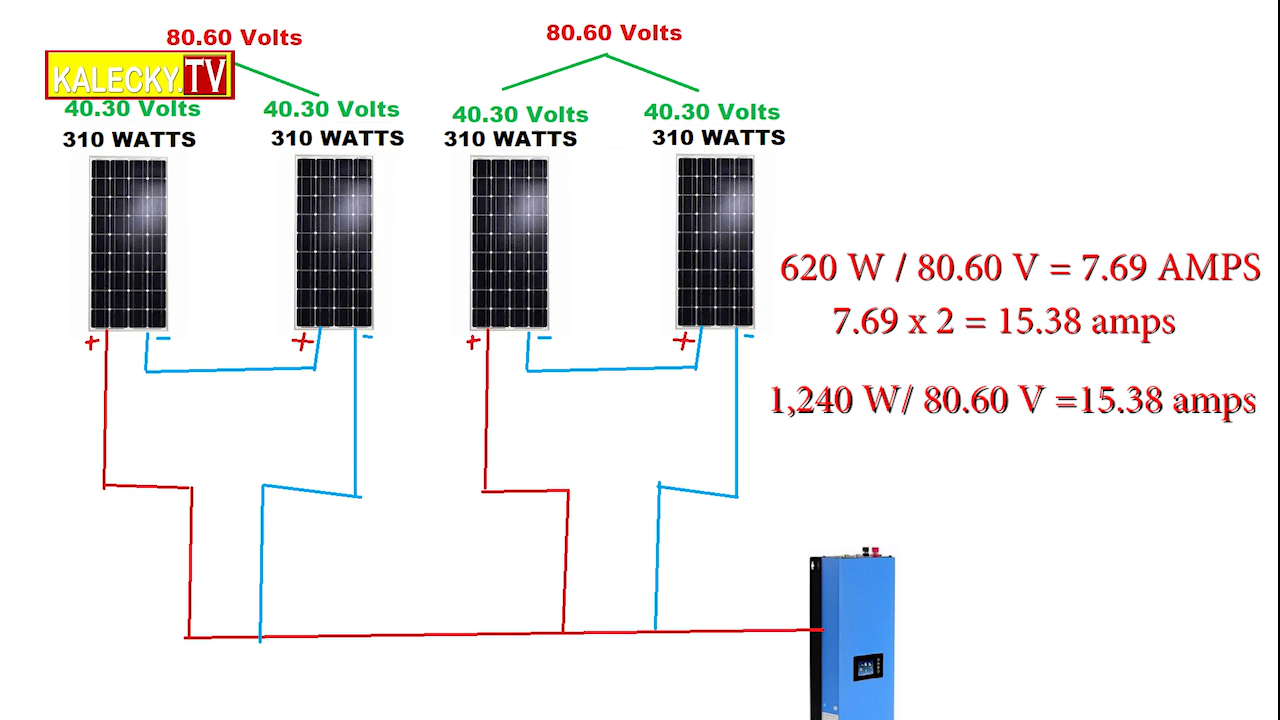 80.60 Volts
80.60 Volts
KALECKY.TV
40.30 Volts
40.30 Volts
40.30 Volts
40.30 Volts
310 WATTS
310 WATTS
310 WATTS
310 WATTS
620 W / 80.60 V = 7.69 AMPS
7.69 x 2 = 15.38 amps
1,240 W/ 80.60 V =15.38 amps
+ −
+ −
+ −
+ −